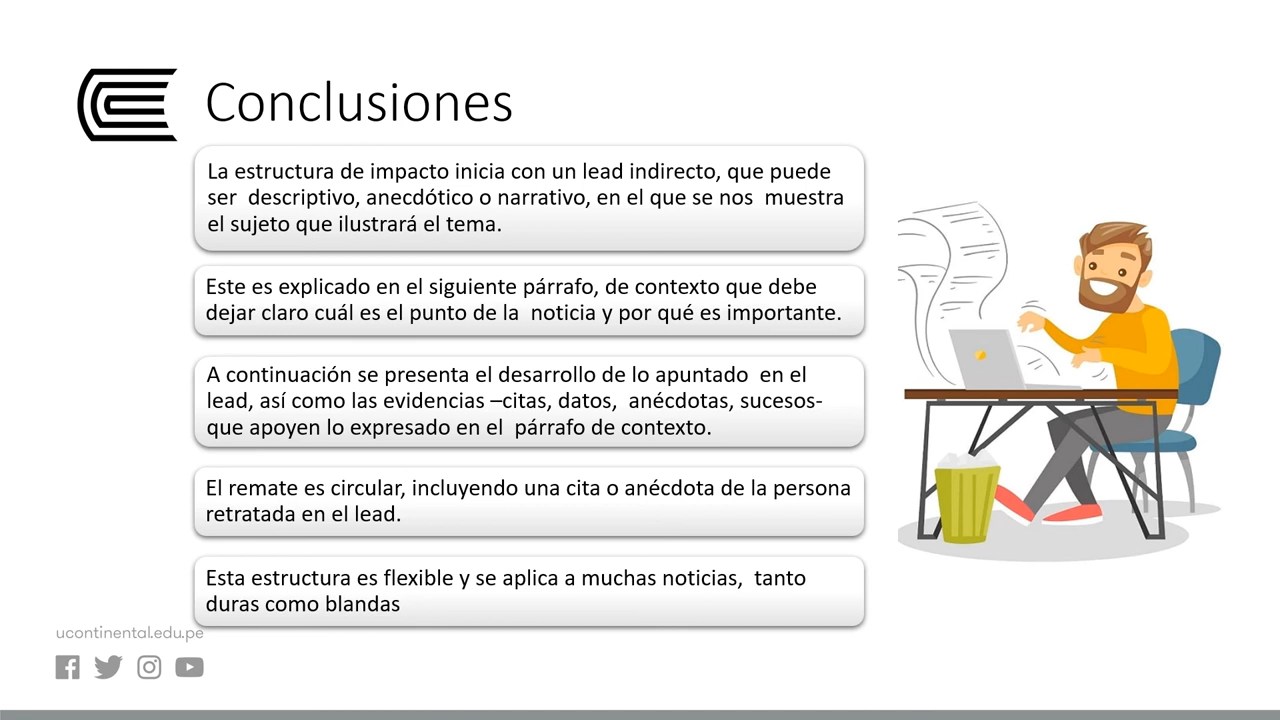 Conclusiones
La estructura de impacto inicia con un lead indirecto, que puede
ser  descriptivo, anecdótico o narrativo, en el que se nos  muestra
el sujeto que ilustrará el tema.
Este es explicado en el siguiente párrafo, de contexto que debe
dejar claro cuál es el punto de la  noticia y por qué es importante.
A continuación se presenta el desarrollo de lo apuntado  en el
lead, así como las evidencias –citas, datos,  anécdotas, sucesos-
que apoyen lo expresado en el  párrafo de contexto.
El remate es circular, incluyendo una cita o anécdota de la persona
retratada en el lead.
Esta estructura es flexible y se aplica a muchas noticias,  tanto
duras como blandas
ucontinental.edu.pe